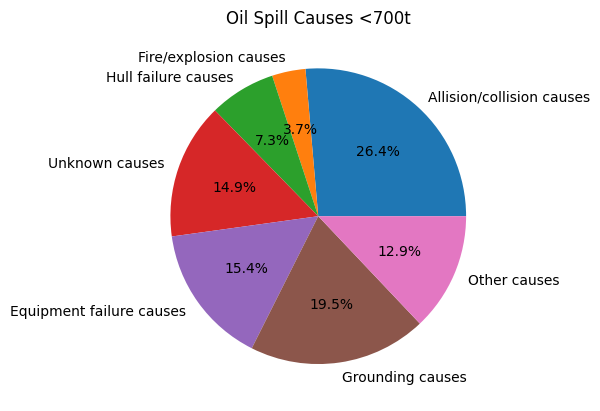 Oil Spill Causes <700t
Fire/explosion causes
Hull failure causes
Allision/collision causes
3.7%
7.3%
26.4%
Unknown causes
14.9%
12.9%
15.4%
Other causes
19.5%
Equipment failure causes
Grounding causes